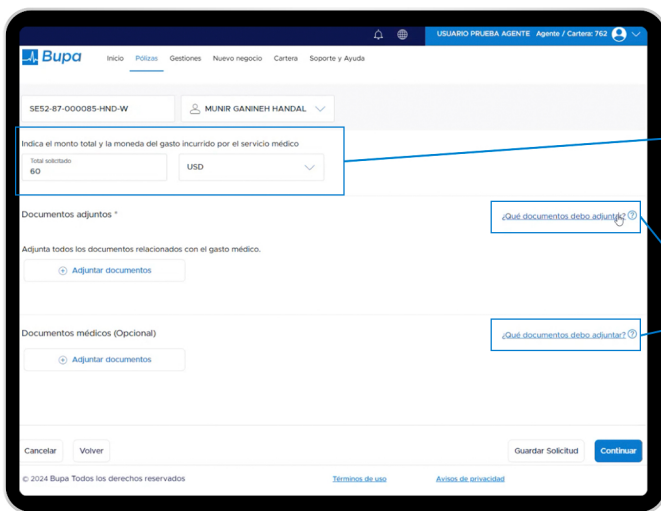 USUARIO PRUEBA AGENTE Agente / Cartera: 762
Bupa Inicio Pólizas Gestiones Nuevo negocio Cartera Soporte y Ayuda
SE52-87-000085-HND-W MUNIR GANINEH HANDAL
Indica el monto total y la moneda del gasto incurrido por el servicio médico
Total solicitado
60 USD
Documentos adjuntos * ¿Qué documentos debo adjuntar?
Adjunta todos los documentos relacionados con el gasto médico.
Adjuntar documentos
Documentos médicos (Opcional) ¿Qué documentos debo adjuntar?
Adjuntar documentos
Cancelar Volver Guardar Solicitud Continuar
© 2024 Bupa Todos los derechos reservados Términos de uso Avisos de privacidad